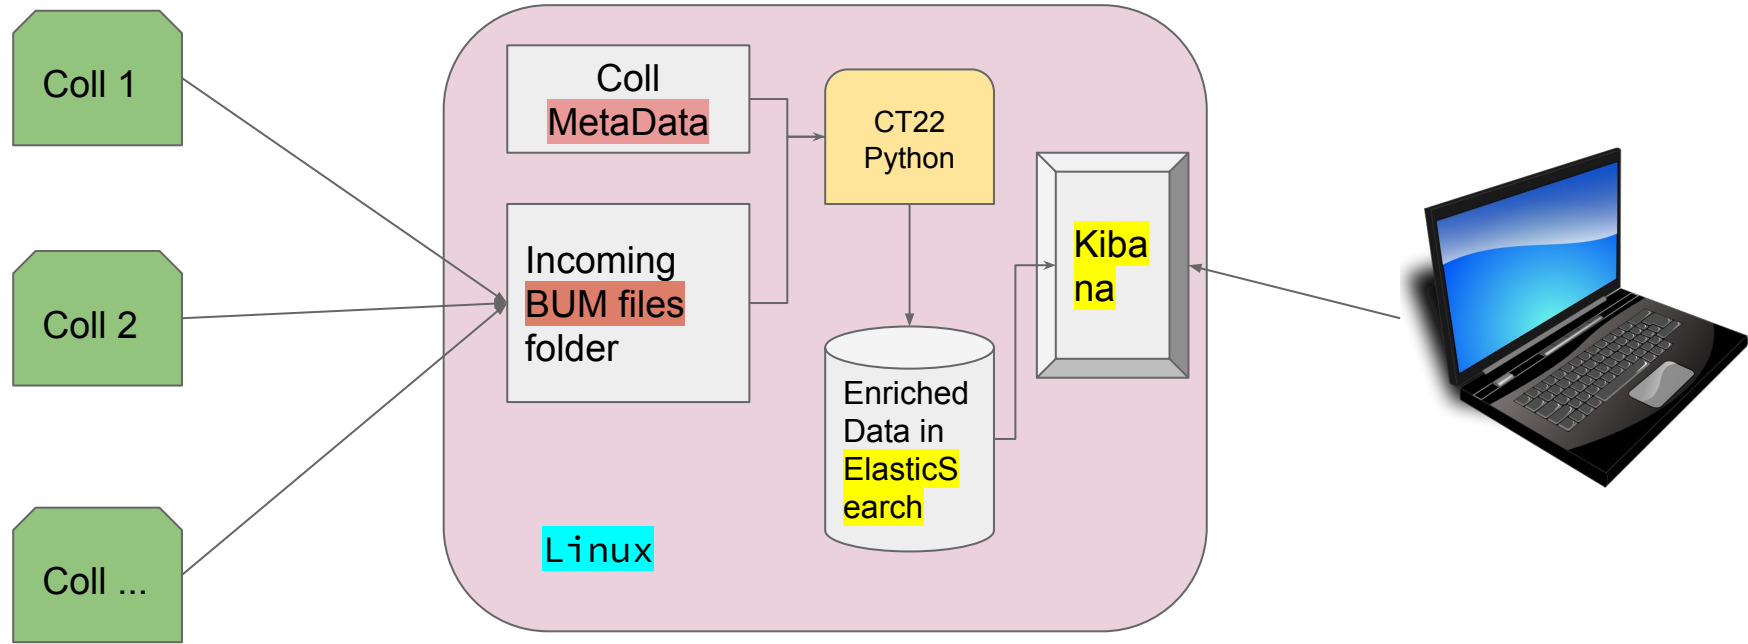 Coll 1
Coll 2
Coll ...
Coll
MetaData
Incoming
BUM files
folder
Linux
CT22
Python
Enriched
Data in
ElasticS
earch
Kiba
na